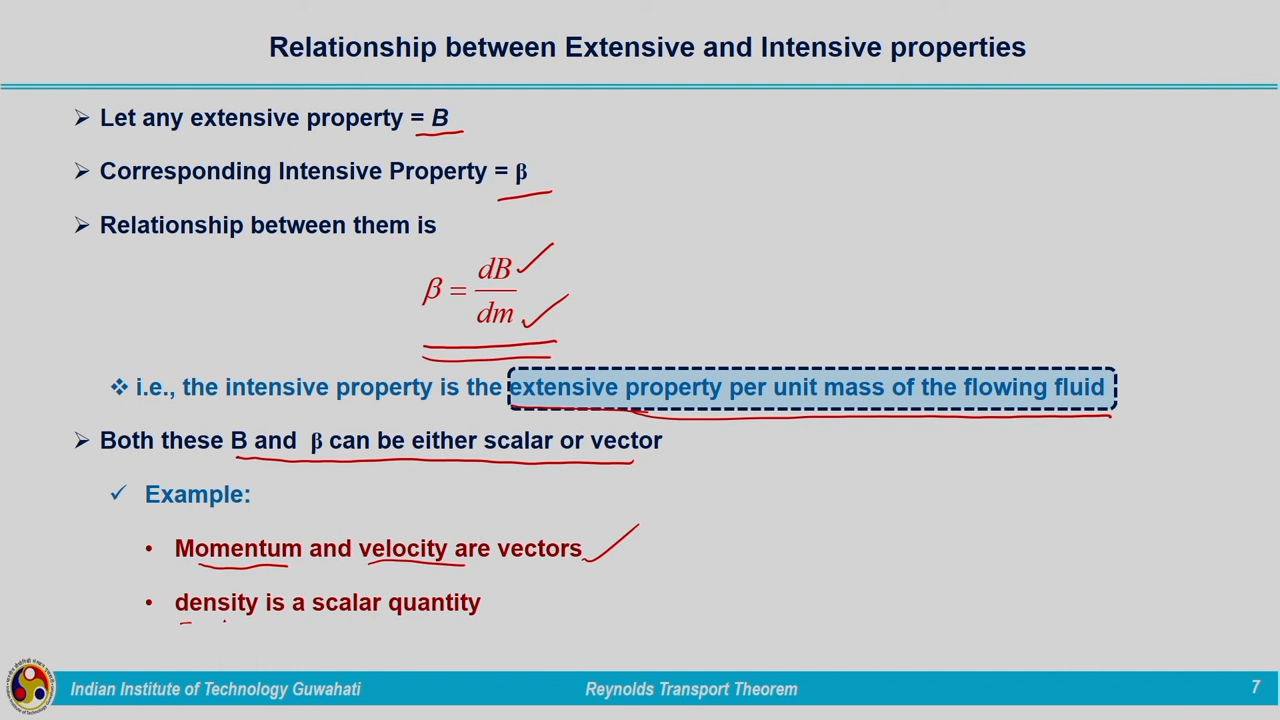 Relationship between Extensive and Intensive properties
➢ Let any extensive property = B
➢ Corresponding Intensive Property = β
➢ Relationship between them is
β = dB/dm
❖ i.e., the intensive property is the extensive property per unit mass of the flowing fluid
➢ Both these B and β can be either scalar or vector
✓ Example:
• Momentum and velocity are vectors
• density is a scalar quantity
Indian Institute of Technology Guwahati Reynolds Transport Theorem 7